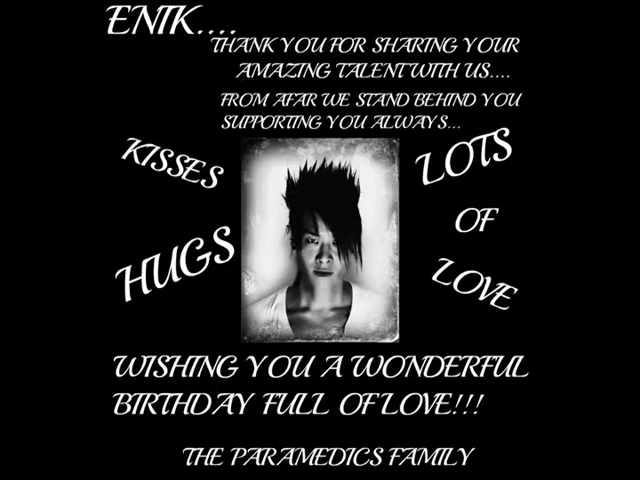 ENIK....
THANK YOU FOR SHARING YOUR
AMAZING TALENT WITH US....
FROM AFAR WE STAND BEHIND YOU
SUPPORTING YOU ALWAYS...
KISSES
LOTS
OF
HUGS
LOVE
WISHING YOU A WONDERFUL
BIRTHDAY FULL OF LOVE!!!
THE PARAMEDICS FAMILY